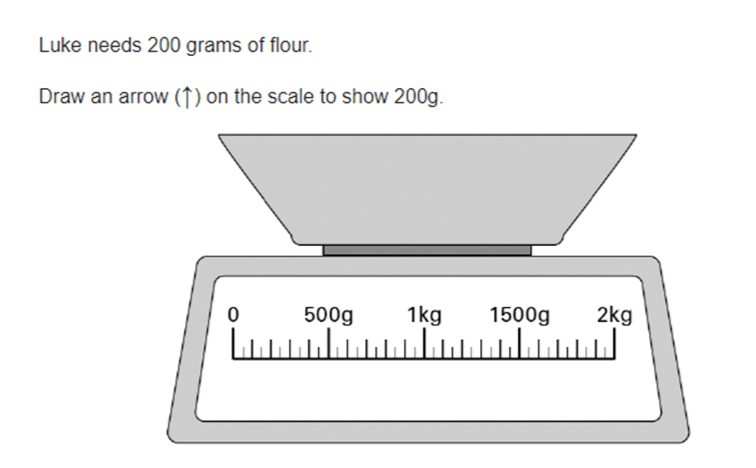 Luke needs 200 grams of flour.
Draw an arrow (↑) on the scale to show 200g.
0 500g 1kg 1500g 2kg